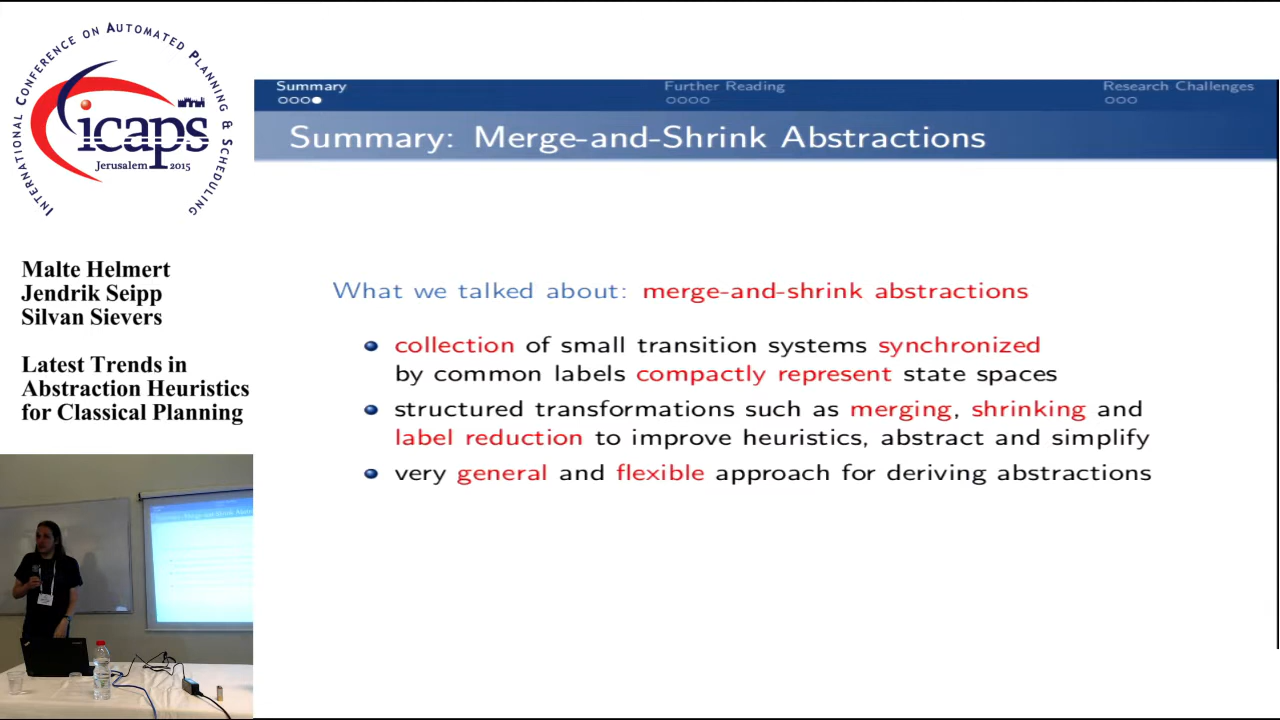 INTERNATIONAL CONFERENCE ON AUTOMATED PLANNING & SCHEDULING
icaps
Jerusalem 2015
Malte Helmert
Jendrik Seipp
Silvan Sievers
Latest Trends in
Abstraction Heuristics
for Classical Planning
Summary
Further Reading
Research Challenges
Summary: Merge-and-Shrink Abstractions
What we talked about: merge-and-shrink abstractions
collection of small transition systems synchronized
by common labels compactly represent state spaces
structured transformations such as merging, shrinking and
label reduction to improve heuristics, abstract and simplify
very general and flexible approach for deriving abstractions